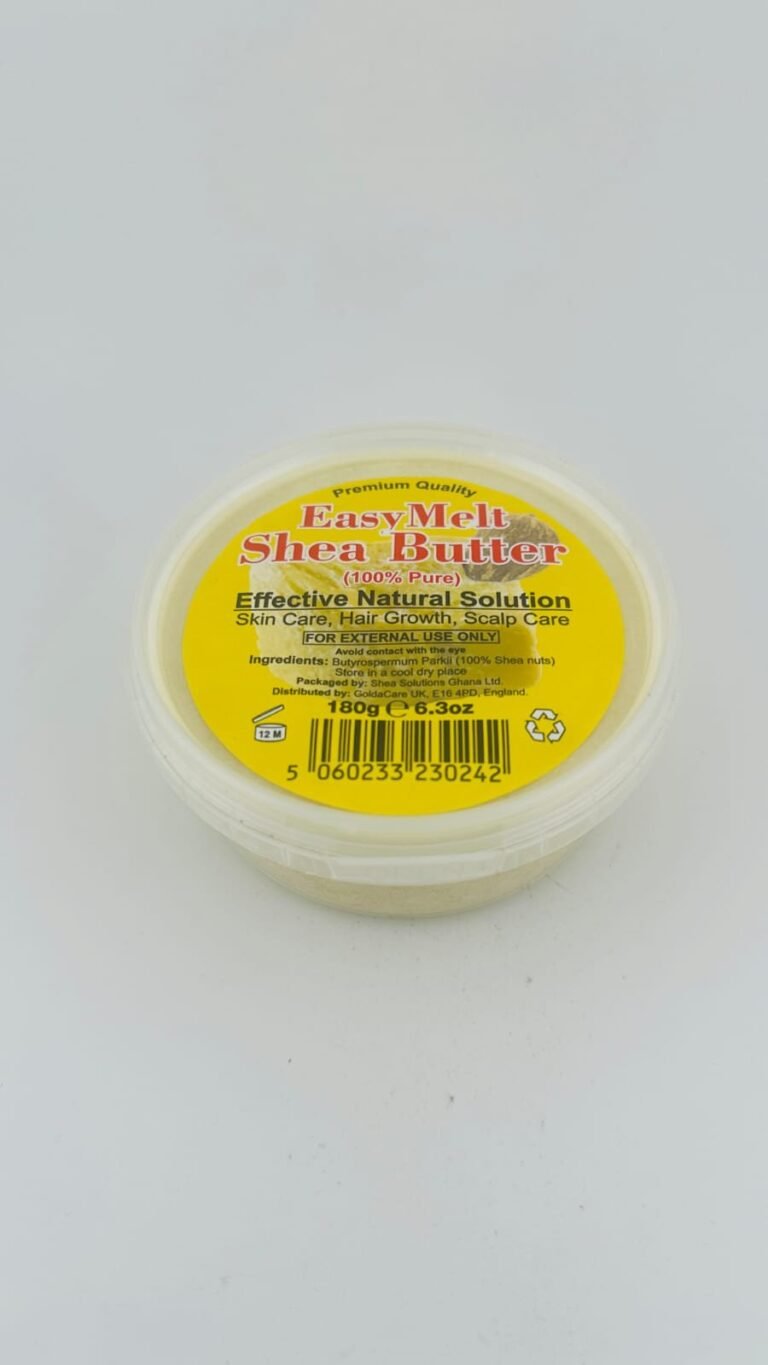 Premium Quality
EasyMelt
Shea Butter
(100% Pure)
Effective Natural Solution
Skin Care, Hair Growth, Scalp Care
FOR EXTERNAL USE ONLY
Avoid contact with the eye
Ingredients: Butyrospermum Parkii (100% Shea nuts)
Store in a cool dry place
Packaged by: Shea Solutions Ghana Ltd.
Distributed by: GoldaCare UK, E16 4PD, England.
180g ℮ 6.3oz
12 M
5 060233 230242